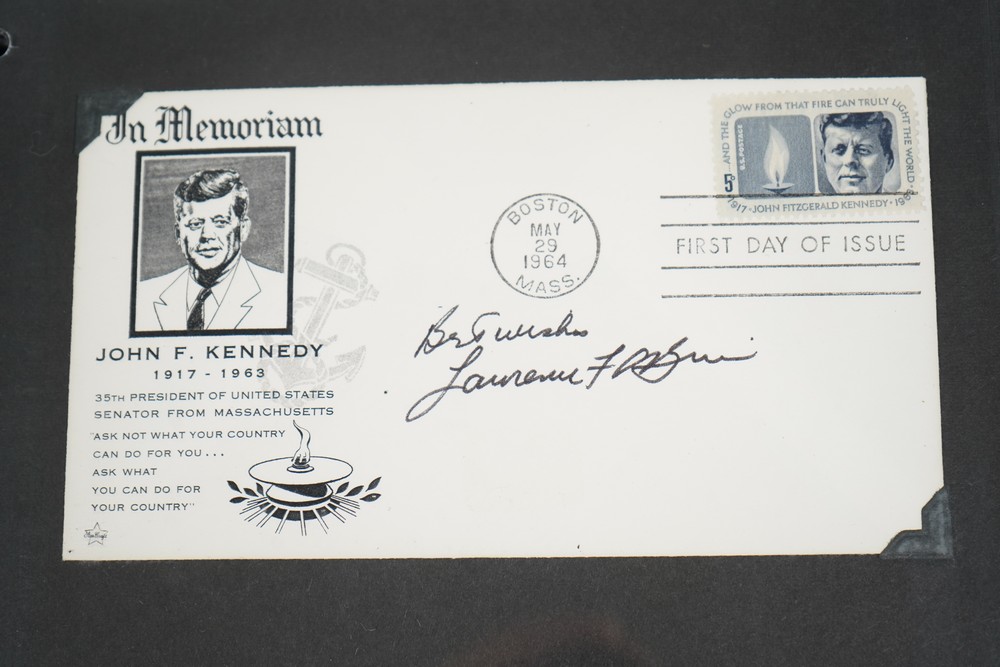 In Memoriam
JOHN F. KENNEDY
1917 - 1963
35TH PRESIDENT OF UNITED STATES
SENATOR FROM MASSACHUSETTS
"ASK NOT WHAT YOUR COUNTRY
CAN DO FOR YOU...
ASK WHAT
YOU CAN DO FOR
YOUR COUNTRY"
BOSTON
MAY
29
1964
MASS.
...AND THE GLOW FROM THAT FIRE CAN TRULY LIGHT THE WORLD
U.S. POSTAGE
5¢
1917 • JOHN FITZGERALD KENNEDY • 1963
FIRST DAY OF ISSUE
Best wishes
Lawrence F O'Brien